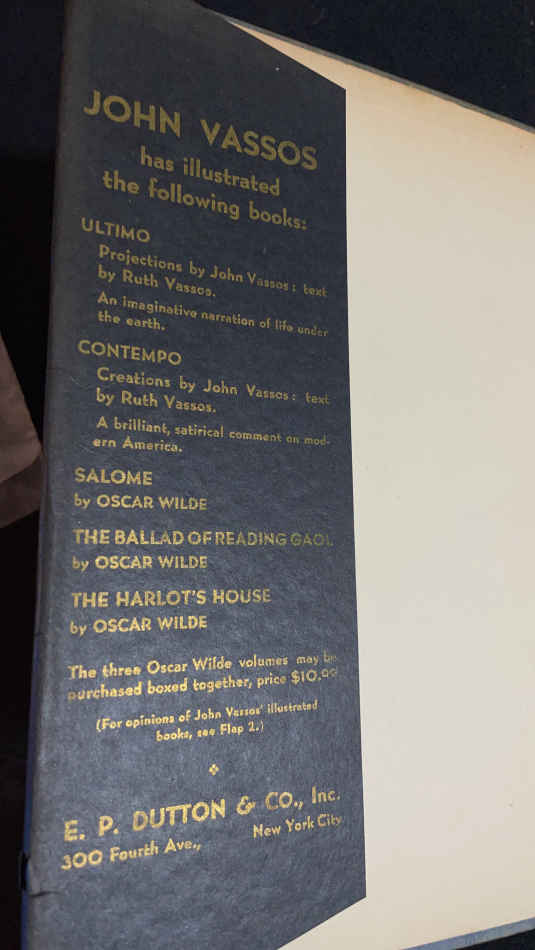 JOHN VASSOS
has illustrated
the following books:
ULTIMO
Projections by John Vassos: text
by Ruth Vassos.
An imaginative narration of life under
the earth.
CONTEMPO
Creations by John Vassos: text
by Ruth Vassos.
A brilliant, satirical comment on mod-
ern America.
SALOME
by OSCAR WILDE
THE BALLAD OF READING GAOL
by OSCAR WILDE
THE HARLOT'S HOUSE
by OSCAR WILDE
The three Oscar Wilde volumes may be
purchased boxed together, price $10.00
(For opinions of John Vassos' illustrated
books, see Flap 2.)
E. P. DUTTON & CO., Inc.
300 Fourth Ave., New York City